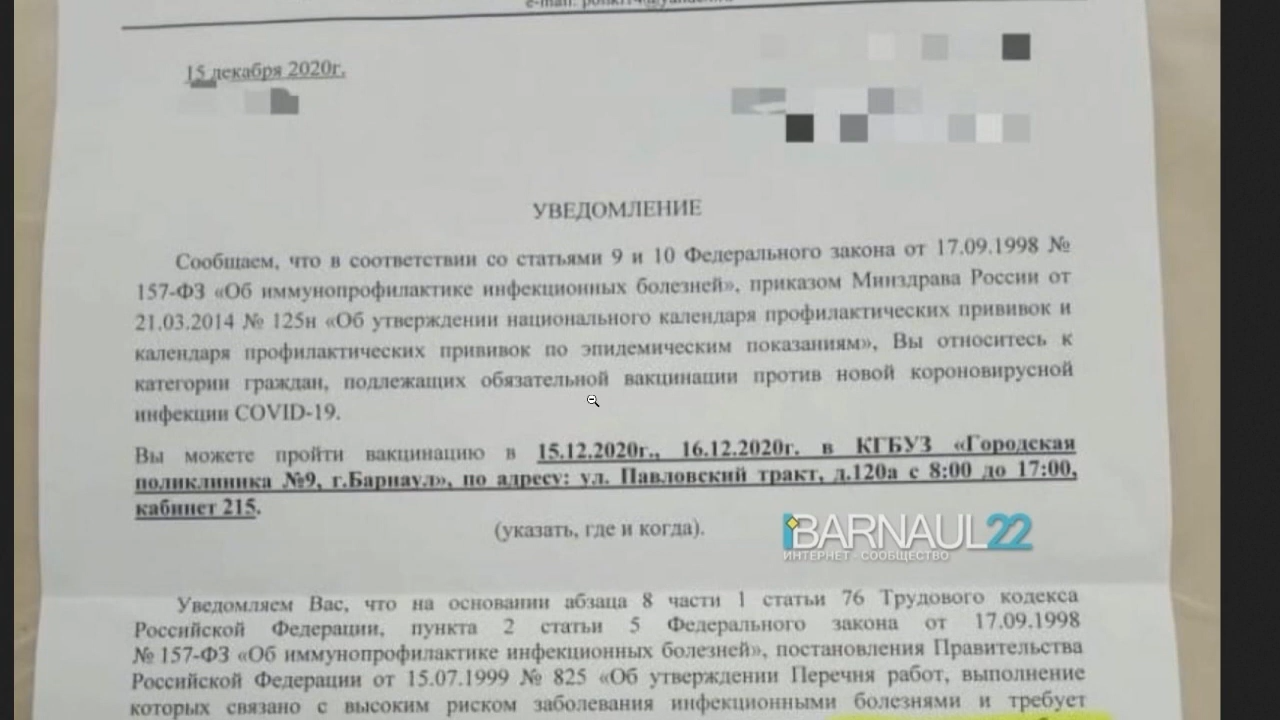 15 декабря 2020г.
УВЕДОМЛЕНИЕ
Сообщаем, что в соответствии со статьями 9 и 10 Федерального закона от 17.09.1998 №
157-ФЗ «Об иммунопрофилактике инфекционных болезней», приказом Минздрава России от
21.03.2014 № 125н «Об утверждении национального календаря профилактических прививок и
календаря профилактических прививок по эпидемическим показаниям», Вы относитесь к
категории граждан, подлежащих обязательной вакцинации против новой короновирусной
инфекции COVID-19.
Вы можете пройти вакцинацию в 15.12.2020г., 16.12.2020г. в КГБУЗ «Городская
поликлиника №9, г.Барнаул», по адресу: ул. Павловский тракт, д.120а с 8:00 до 17:00,
кабинет 215.
(указать, где и когда).
BARNAUL22
ИНТЕРНЕТ - СООБЩЕСТВО
Уведомляем Вас, что на основании абзаца 8 части 1 статьи 76 Трудового кодекса
Российской Федерации, пункта 2 статьи 5 Федерального закона от 17.09.1998
№ 157-ФЗ «Об иммунопрофилактике инфекционных болезней», постановления Правительства
Российской Федерации от 15.07.1999 № 825 «Об утверждении Перечня работ, выполнение
которых связано с высоким риском заболевания инфекционными болезнями и требует